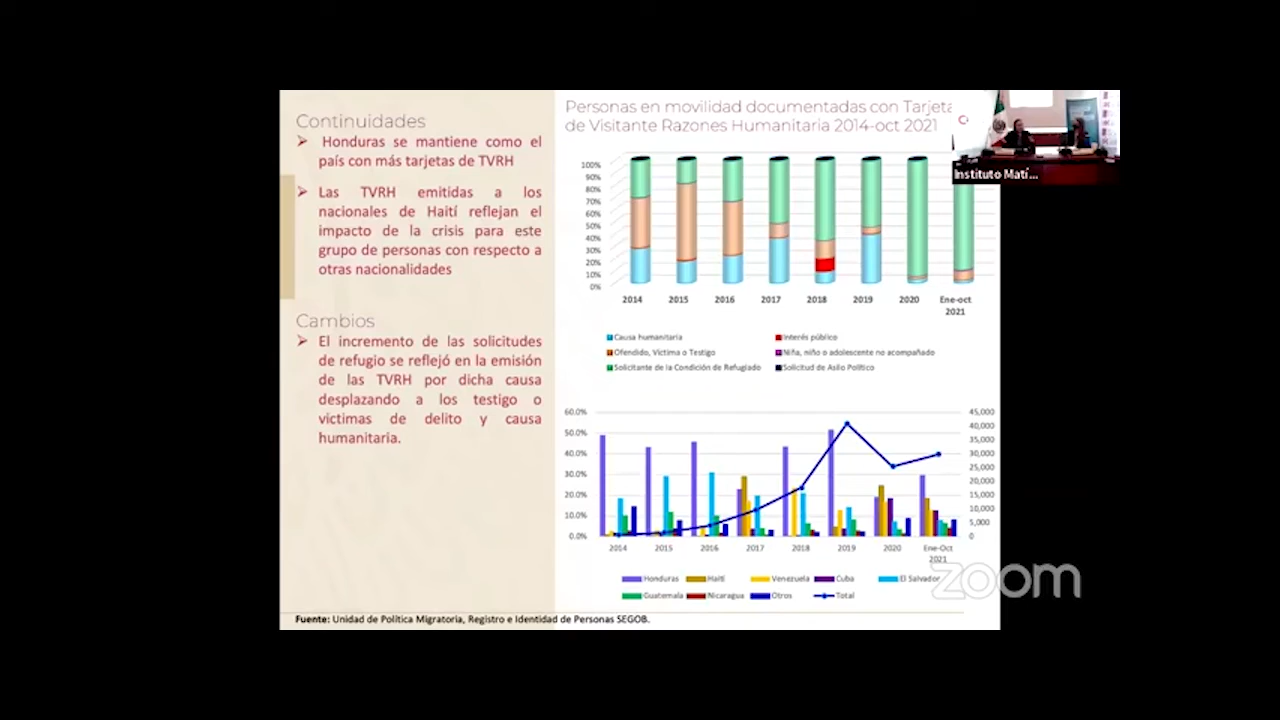 Continuidades
➢ Honduras se mantiene como el
país con más tarjetas de TVRH
➢ Las TVRH emitidas a los
nacionales de Haití reflejan el
impacto de la crisis para este
grupo de personas con respecto a
otras nacionalidades
Cambios
➢ El incremento de las solicitudes
de refugio se reflejó en la emisión
de las TVRH por dicha causa
desplazando a los testigo o
victimas de delito y causa
humanitaria.
Personas en movilidad documentadas con Tarjeta
de Visitante Razones Humanitaria 2014-oct 2021
Instituto Matí...
100%
90%
80%
70%
60%
50%
40%
30%
20%
10%
0%
2014 2015 2016 2017 2018 2019 2020 Ene-oct
2021
Causa humanitaria Interés público
Ofendido, Víctima o Testigo Niña, niño o adolescente no acompañado
Solicitante de la Condición de Refugiado Solicitud de Asilo Político
60.0% 45,000
50.0% 40,000
40.0% 35,000
30.0% 30,000
20.0% 25,000
10.0% 20,000
0.0% 15,000
10,000
5,000
0
2014 2015 2016 2017 2018 2019 2020 Ene-Oct
2021
Honduras Haití Venezuela Cuba El Salvador
Guatemala Nicaragua Otros Total
zoom
Fuente: Unidad de Política Migratoria, Registro e Identidad de Personas SEGOB.